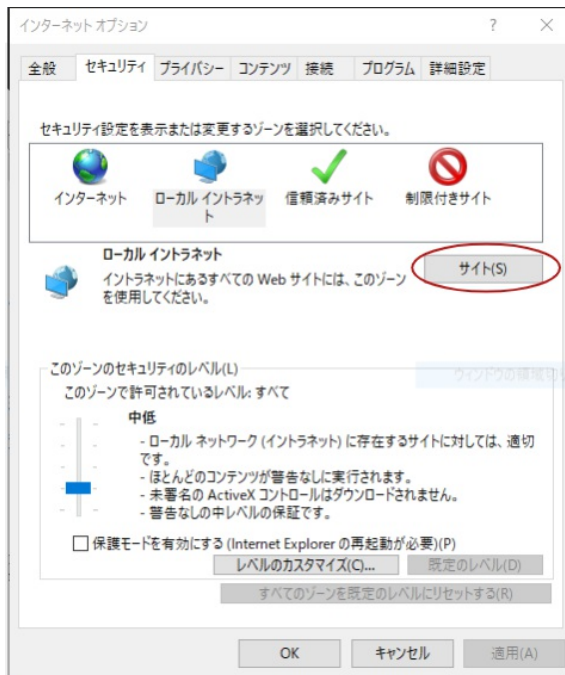 インターネット オプション
全般 セキュリティ プライバシー コンテンツ 接続 プログラム 詳細設定
セキュリティ設定を表示または変更するゾーンを選択してください。
インターネット
ローカル イントラネッ
ト
信頼済みサイト
制限付きサイト
ローカル イントラネット
イントラネットにあるすべての Web サイトには、このゾーン
を使用してください。
サイト(S)
このゾーンのセキュリティのレベル(L)
ウィンドウの領域切り
このゾーンで許可されているレベル: すべて
中低
- ローカル ネットワーク (イントラネット) に存在するサイトに対しては、適切
です。
- ほとんどのコンテンツが警告なしに実行されます。
- 未署名の ActiveX コントロールはダウンロードされません。
- 警告なしの中レベルの保証です。
保護モードを有効にする (Internet Explorer の再起動が必要)(P)
レベルのカスタマイズ(C)... 既定のレベル(D)
すべてのゾーンを既定のレベルにリセットする(R)
OK キャンセル 適用(A)